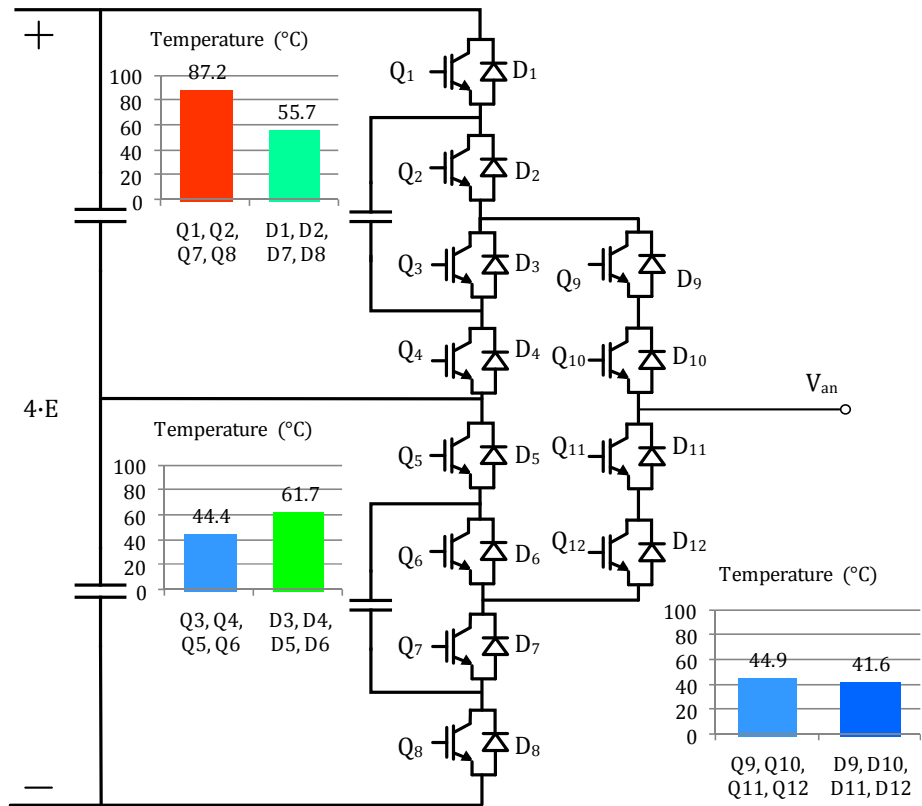 +
Temperature (°C)
87.2
55.7
100
80
60
40
20
0
Q1, Q2,
Q7, Q8
D1, D2,
D7, D8
Q₁
D₁
Q₂
D₂
Q₃
D₃
Q₄
D₄
Q₉
D₉
Q₁₀
D₁₀
Vₐₙ
4·E
Temperature (°C)
100
80
60
40
20
0
44.4
61.7
Q3, Q4,
Q5, Q6
D3, D4,
D5, D6
Q₅
D₅
Q₆
D₆
Q₇
D₇
Q₈
D₈
Q₁₁
D₁₁
Q₁₂
D₁₂
Temperature (°C)
100
80
60
40
20
0
44.9
41.6
Q9, Q10,
Q11, Q12
D9, D10,
D11, D12
—